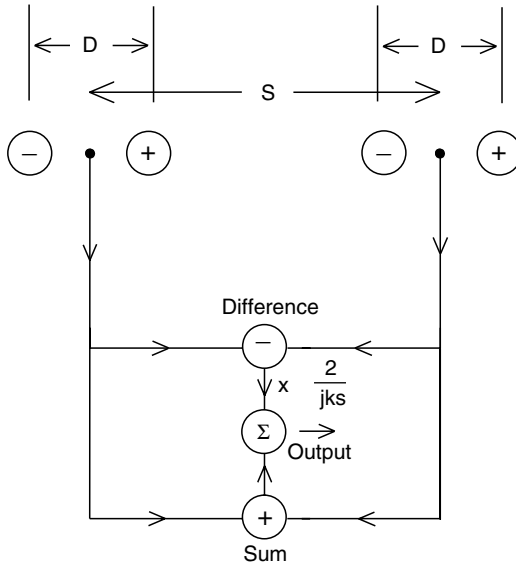 D D
S
− + − +
Difference
−
x 2/jks
Σ
Output
+
Sum